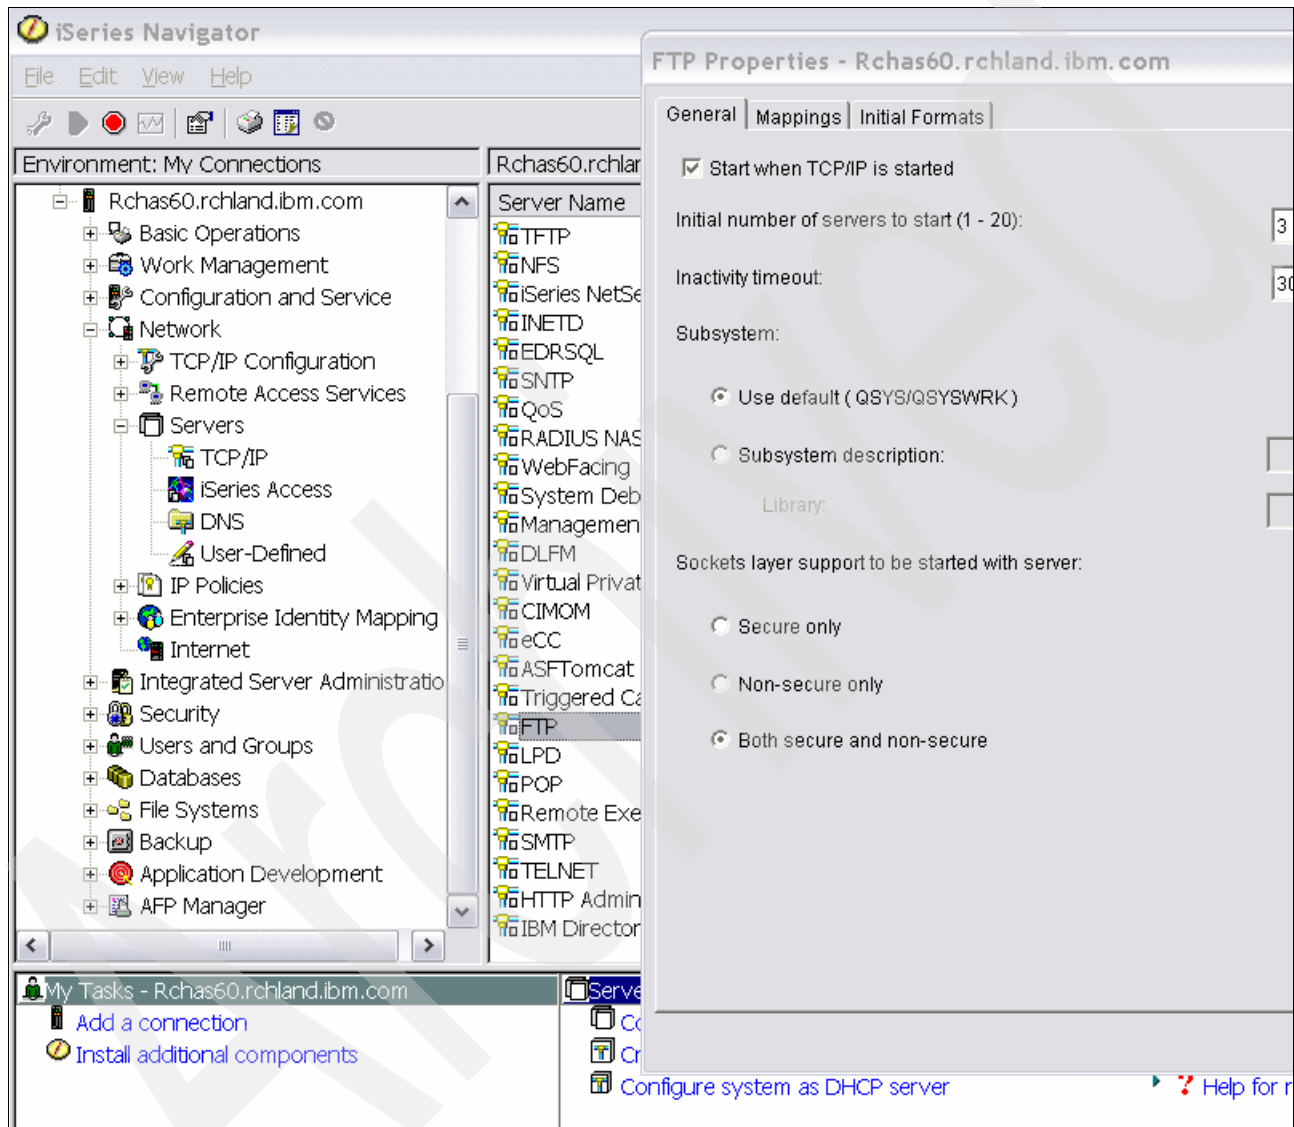 iSeries Navigator
File Edit View Help
Environment: My Connections
Rchas60.rchland.ibm.com
Basic Operations
Work Management
Configuration and Service
Network
TCP/IP Configuration
Remote Access Services
Servers
TCP/IP
iSeries Access
DNS
User-Defined
IP Policies
Enterprise Identity Mapping
Internet
Integrated Server Administratio
Security
Users and Groups
Databases
File Systems
Backup
Application Development
AFP Manager
Rchas60.rchlar
Server Name
TFTP
NFS
iSeries NetSe
INETD
EDRSQL
SNTP
QoS
RADIUS NAS
WebFacing
System Deb
Managemen
DLFM
Virtual Privat
CIMOM
eCC
ASFTomcat
Triggered Ca
FTP
LPD
POP
Remote Exe
SMTP
TELNET
HTTP Admin
IBM Director
FTP Properties - Rchas60.rchland.ibm.com
General Mappings Initial Formats
Start when TCP/IP is started
Initial number of servers to start (1 - 20): 3
Inactivity timeout: 30
Subsystem:
Use default ( QSYS/QSYSWRK )
Subsystem description:
Library:
Sockets layer support to be started with server:
Secure only
Non-secure only
Both secure and non-secure
My Tasks - Rchas60.rchland.ibm.com
Add a connection
Install additional components
Serve
Co
Cr
Configure system as DHCP server
Help for r
Archived